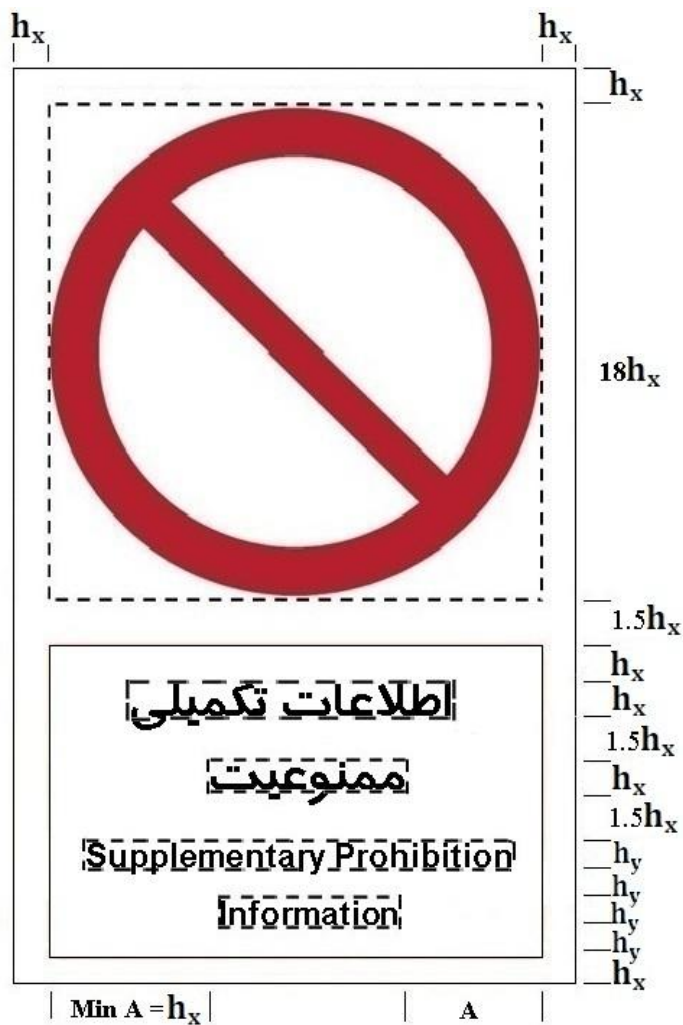 hx hx
hx
18hx
1.5hx
hx
اطلاعات تکمیلی
hx
1.5hx
ممنوعیت
hx
1.5hx
Supplementary Prohibition
hy
hy
Information
hy
hy
hx
Min A = hx A